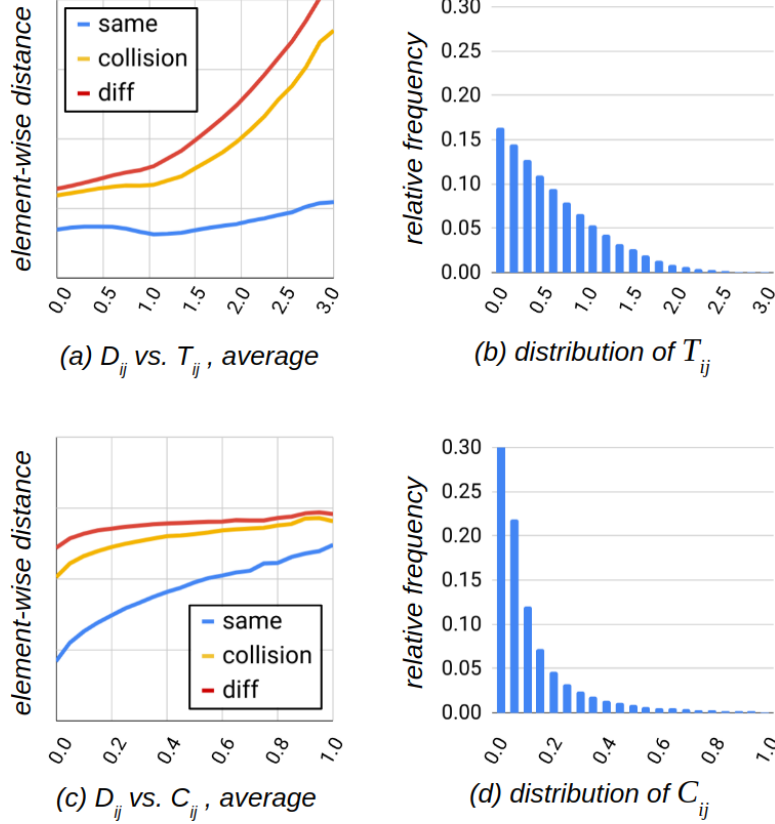 same
collision
diff
element-wise distance
0.0 0.5 1.0 1.5 2.0 2.5 3.0
(a) D_ij vs. T_ij , average
0.30
0.25
0.20
0.15
0.10
0.05
0.00
relative frequency
0.0 0.5 1.0 1.5 2.0 2.5 3.0
(b) distribution of T_ij
element-wise distance
same
collision
diff
0.0 0.2 0.4 0.6 0.8 1.0
(c) D_ij vs. C_ij , average
0.30
0.25
0.20
0.15
0.10
0.05
0.00
relative frequency
0.0 0.2 0.4 0.6 0.8 1.0
(d) distribution of C_ij